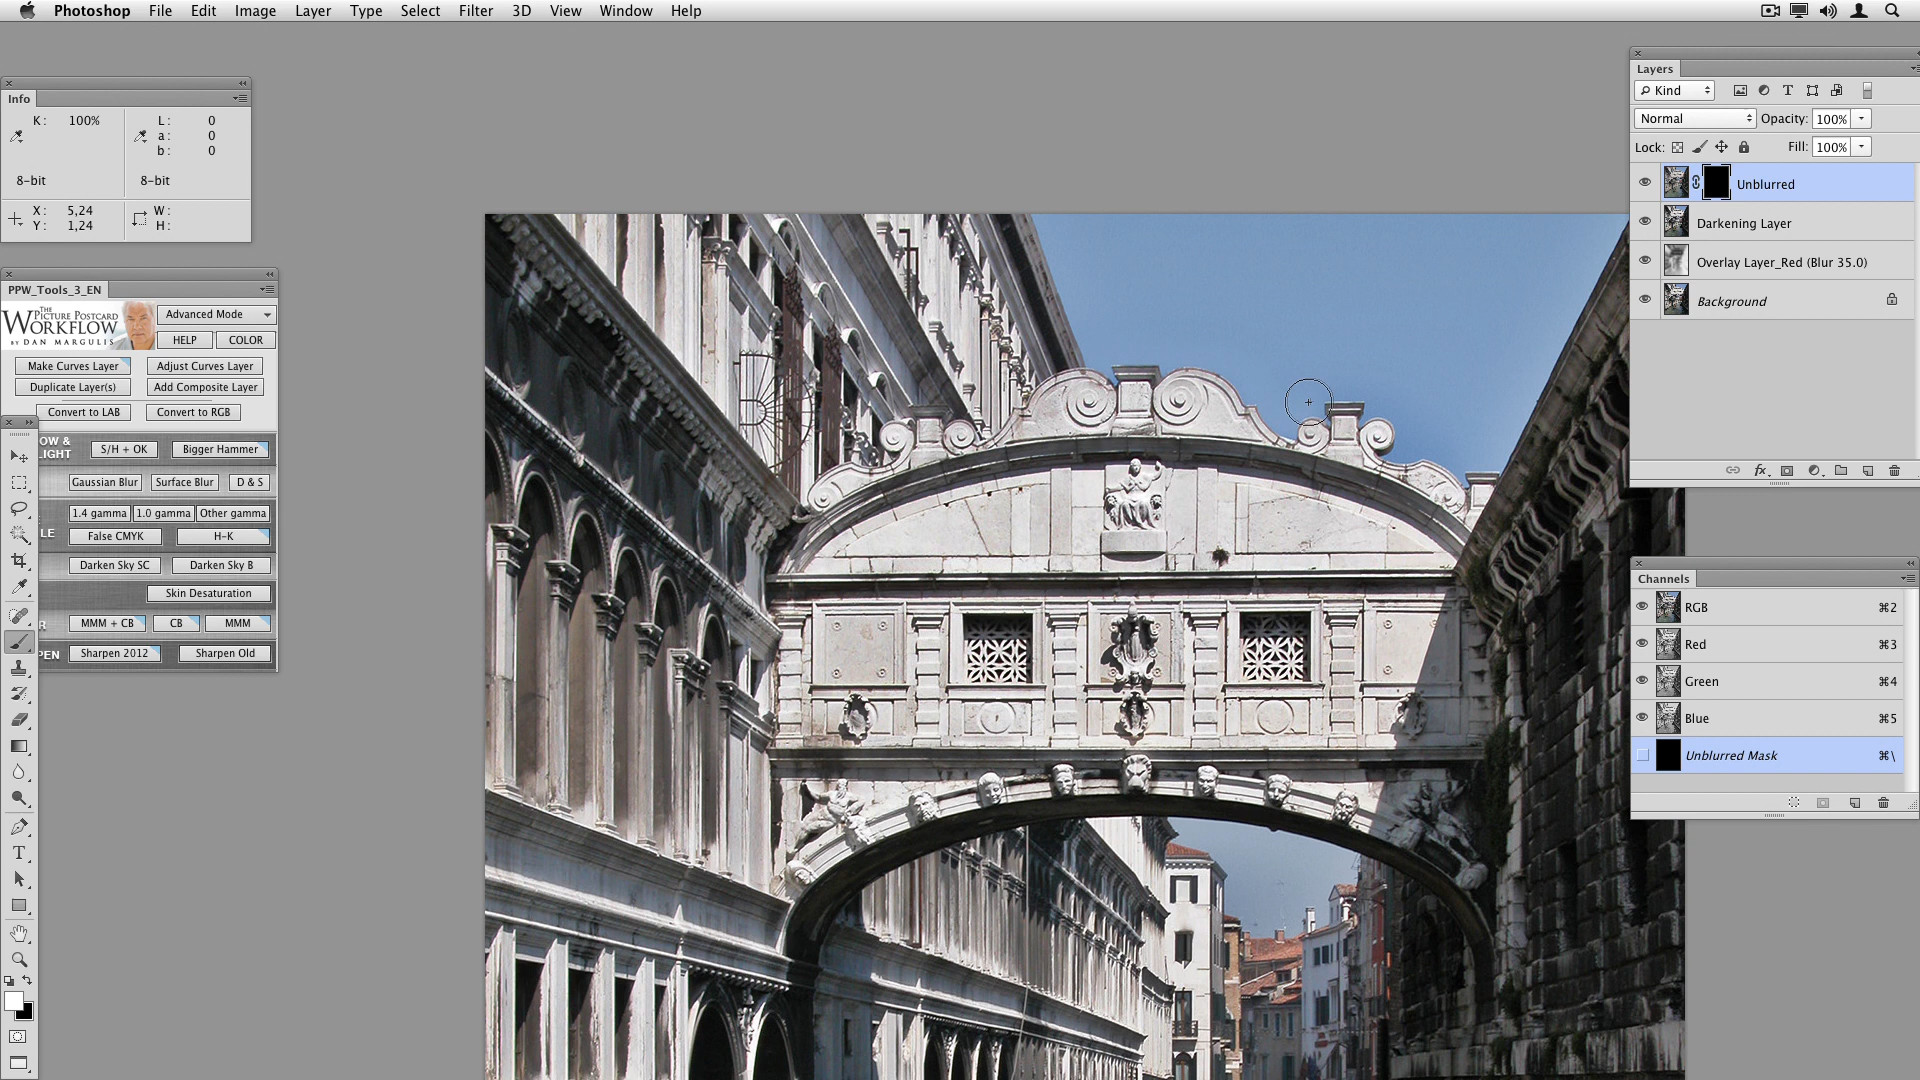 Photoshop File Edit Image Layer Type Select Filter 3D View Window Help
Info
K: 100% L: 0
a: 0
b: 0
8-bit 8-bit
X: 5,24 W:
Y: 1,24 H:
PPW_Tools_3_EN
THE PICTURE POSTCARD
WORKFLOW
BY DAN MARGULIS
Advanced Mode
HELP COLOR
Make Curves Layer Adjust Curves Layer
Duplicate Layer(s) Add Composite Layer
Convert to LAB Convert to RGB
OW &
LIGHT
S/H + OK Bigger Hammer
Gaussian Blur Surface Blur D & S
1.4 gamma 1.0 gamma Other gamma
LE False CMYK H-K
Darken Sky SC Darken Sky B
Skin Desaturation
R MMM + CB CB MMM
PEN Sharpen 2012 Sharpen Old
Layers
Kind
Normal Opacity: 100%
Lock: Fill: 100%
Unblurred
Darkening Layer
Overlay Layer_Red (Blur 35.0)
Background
fx
Channels
RGB ⌘2
Red ⌘3
Green ⌘4
Blue ⌘5
Unblurred Mask ⌘\